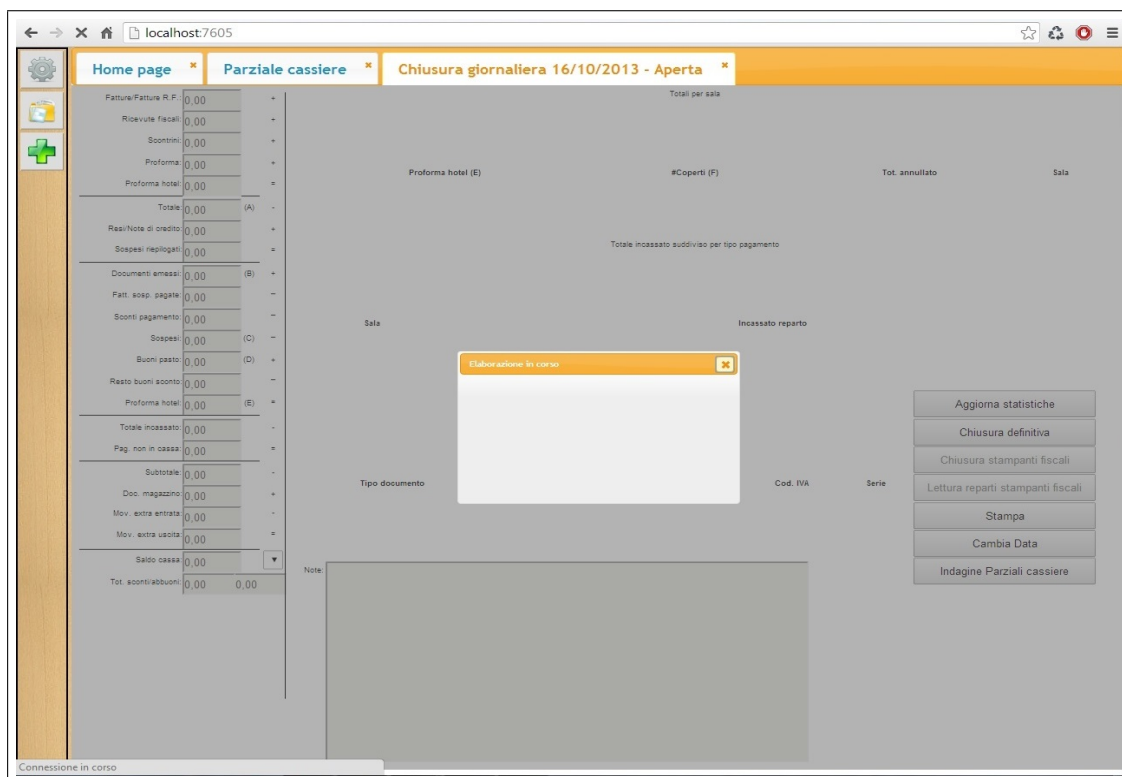 localhost:7605
Home page × Parziale cassiere × Chiusura giornaliera 16/10/2013 - Aperta ×
Fatture/Fatture R.F.: 0,00 +
Ricevute fiscali: 0,00 +
Scontrini: 0,00 +
Proforma: 0,00 +
Proforma hotel: 0,00 =
Totale: 0,00 (A) -
Resi/Note di credito: 0,00 +
Sospesi riepilogati: 0,00 =
Documenti emessi: 0,00 (B) +
Fatt. sosp. pagate: 0,00 -
Sconti pagamento: 0,00 -
Sospesi: 0,00 (C) -
Buoni pasto: 0,00 (D) +
Resto buoni sconto: 0,00 -
Proforma hotel: 0,00 (E) =
Totale incassato: 0,00 -
Pag. non in cassa: 0,00 =
Subtotale: 0,00 -
Doc. magazzino: 0,00 +
Mov. extra entrata: 0,00 -
Mov. extra uscita: 0,00 =
Saldo cassa: 0,00 ▼
Tot. sconti/abbuoni: 0,00 0,00
Totali per sala
Proforma hotel (E) #Coperti (F) Tot. annullato Sala
Totale incassato suddiviso per tipo pagamento
Sala Incassato reparto
Elaborazione in corso ×
Tipo documento Cod. IVA Serie
Note:
Aggiorna statistiche
Chiusura definitiva
Chiusura stampanti fiscali
Lettura reparti stampanti fiscali
Stampa
Cambia Data
Indagine Parziali cassiere
Connessione in corso